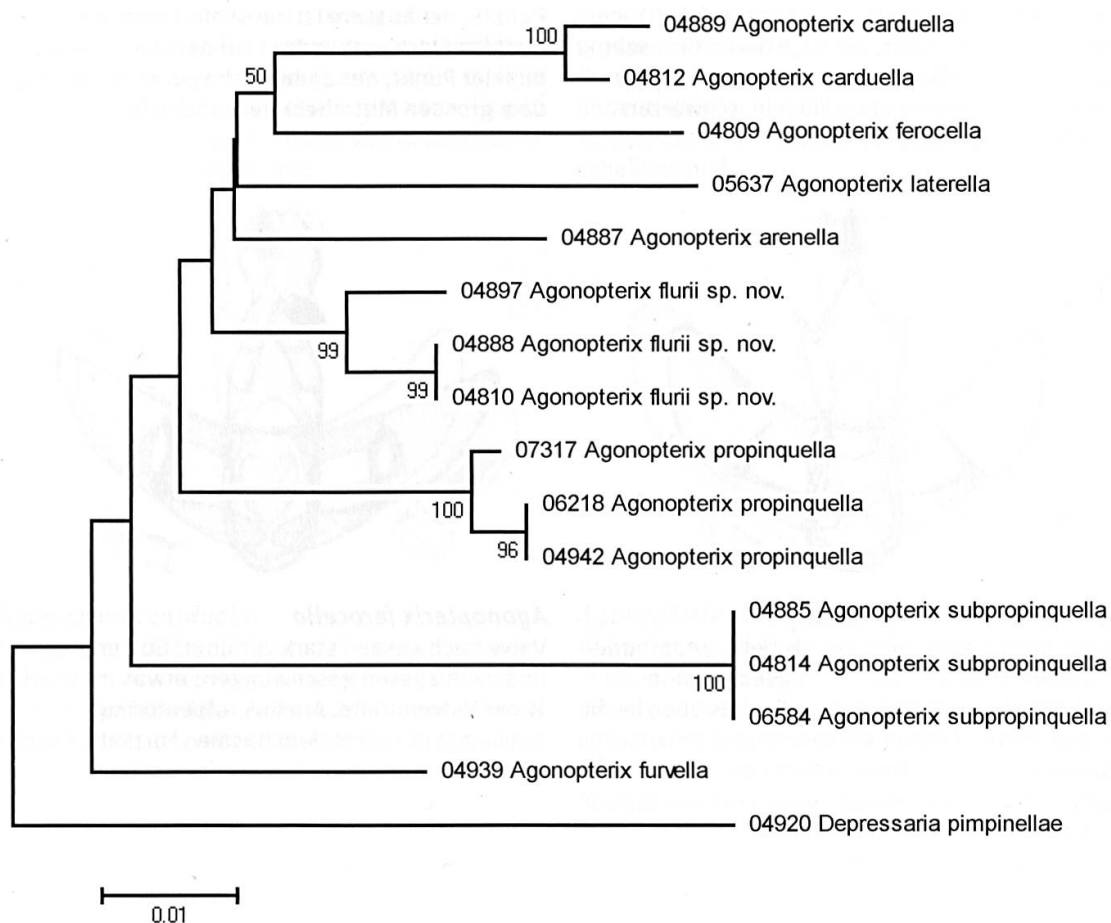 04889 Agonopterix carduella
100
04812 Agonopterix carduella
50
04809 Agonopterix ferocella
05637 Agonopterix laterella
04887 Agonopterix arenella
04897 Agonopterix flurii sp. nov.
99
04888 Agonopterix flurii sp. nov.
99
04810 Agonopterix flurii sp. nov.
07317 Agonopterix propinquella
100
06218 Agonopterix propinquella
96
04942 Agonopterix propinquella
04885 Agonopterix subpropinquella
04814 Agonopterix subpropinquella
100
06584 Agonopterix subpropinquella
04939 Agonopterix furvella
04920 Depressaria pimpinellae
0.01